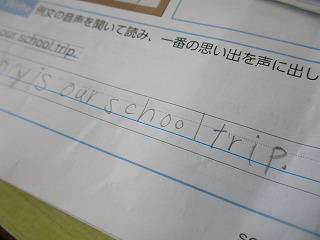 例文の音声を聞いて読み、一番の思い出を声に出し
our school trip.
ory is our school trip.